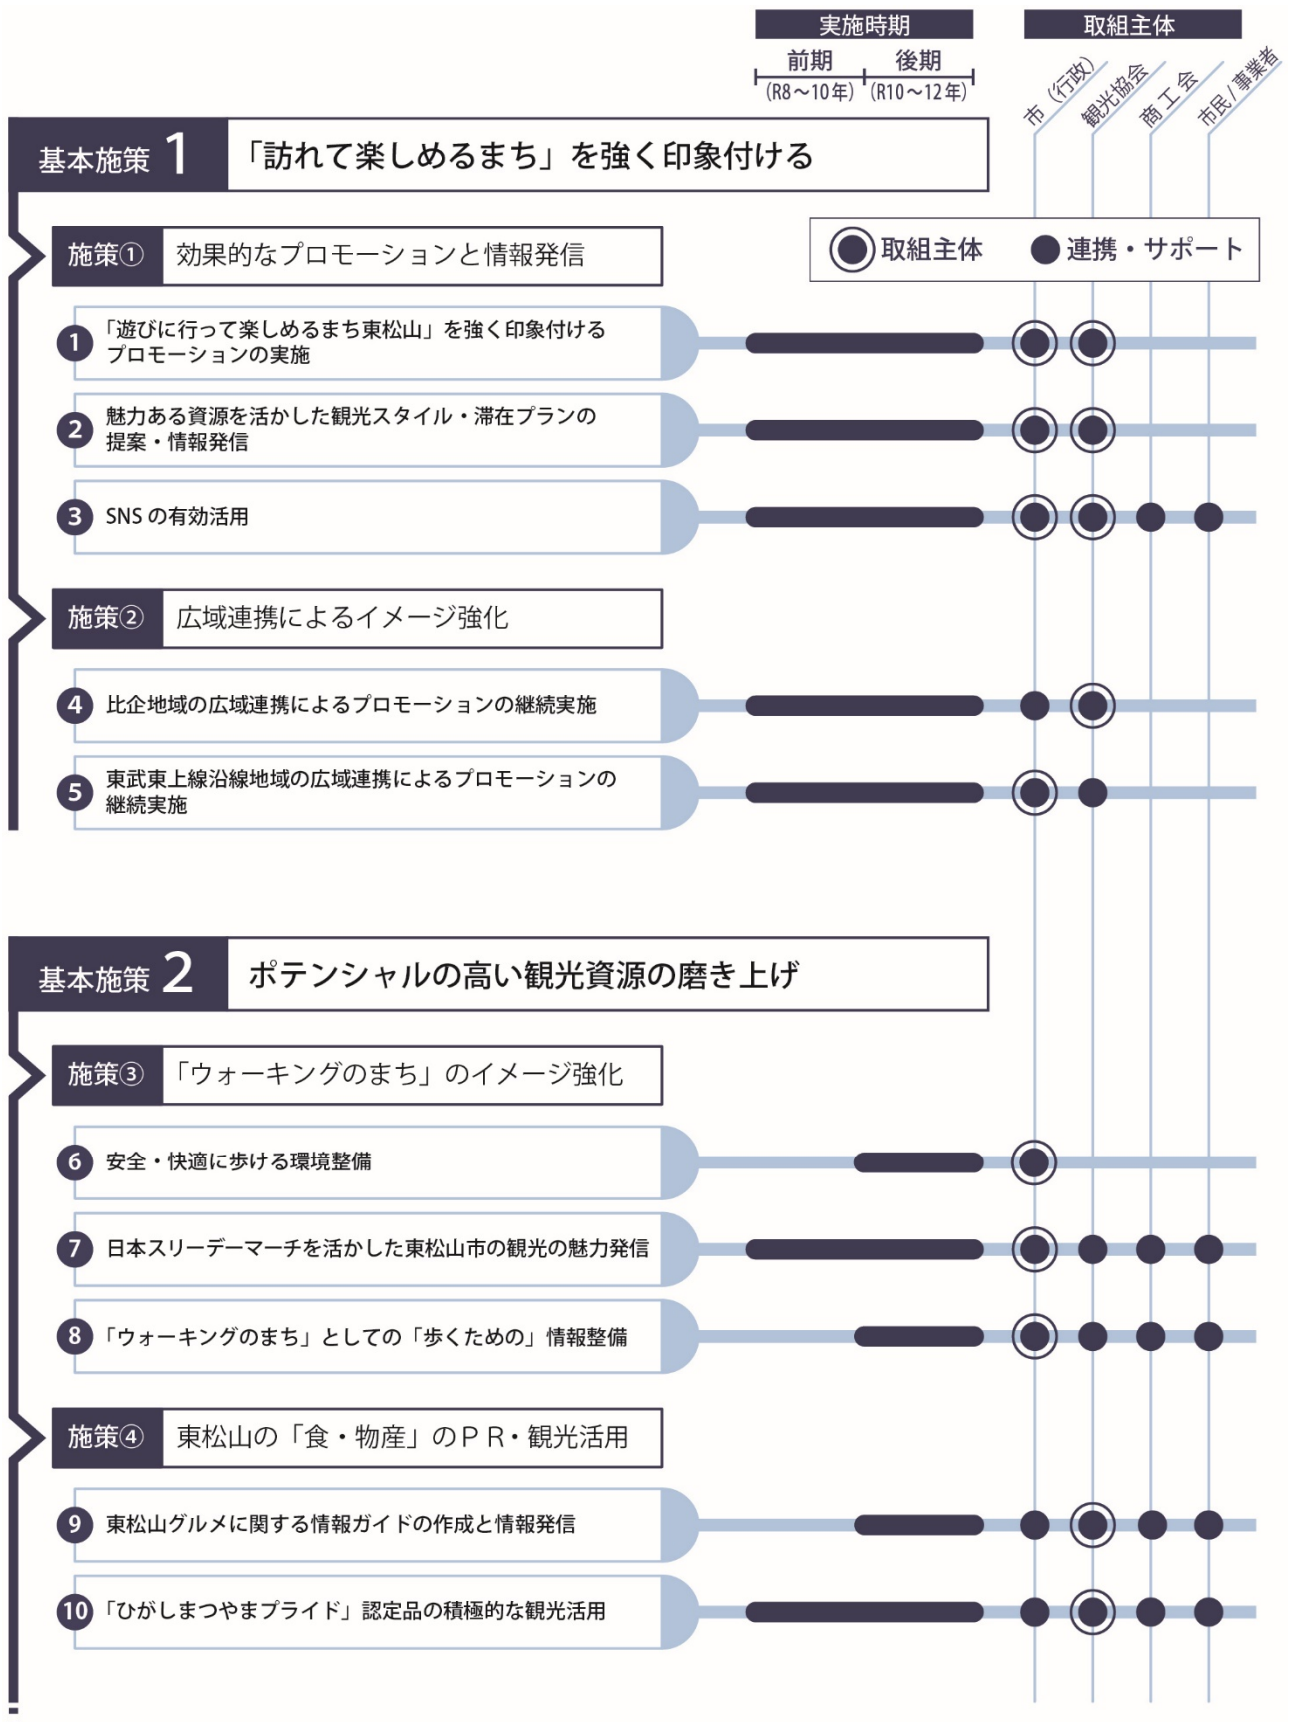 実施時期
取組主体
前期
後期
(R8～10年)
(R10～12年)
市(行政)
観光協会
商工会
市民/事業者
基本施策 1
「訪れて楽しめるまち」を強く印象付ける
取組主体
連携・サポート
施策①
効果的なプロモーションと情報発信
1
「遊びに行って楽しめるまち東松山」を強く印象付ける
プロモーションの実施
2
魅力ある資源を活かした観光スタイル・滞在プランの
提案・情報発信
3
SNSの有効活用
施策②
広域連携によるイメージ強化
4
比企地域の広域連携によるプロモーションの継続実施
5
東武東上線沿線地域の広域連携によるプロモーションの
継続実施
基本施策 2
ポテンシャルの高い観光資源の磨き上げ
施策③
「ウォーキングのまち」のイメージ強化
6
安全・快適に歩ける環境整備
7
日本スリーデーマーチを活かした東松山市の観光の魅力発信
8
「ウォーキングのまち」としての「歩くための」情報整備
施策④
東松山の「食・物産」のＰＲ・観光活用
9
東松山グルメに関する情報ガイドの作成と情報発信
10
「ひがしまつやまプライド」認定品の積極的な観光活用